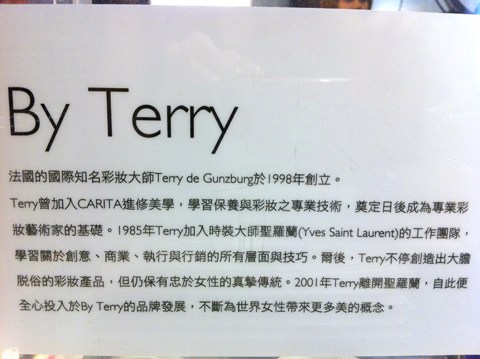 By Terry
法國的國際知名彩妝大師Terry de Gunzburg於1998年創立。
Terry曾加入CARITA進修美學，學習保養與彩妝之專業技術，奠定日後成為專業彩
妝藝術家的基礎。1985年Terry加入時裝大師聖羅蘭(Yves Saint Laurent)的工作團隊，
學習關於創意、商業、執行與行銷的所有層面與技巧。爾後，Terry不停創造出大膽
脫俗的彩妝產品，但仍保有忠於女性的真摯傳統。2001年Terry離開聖羅蘭，自此便
全心投入於By Terry的品牌發展，不斷為世界女性帶來更多美的概念。